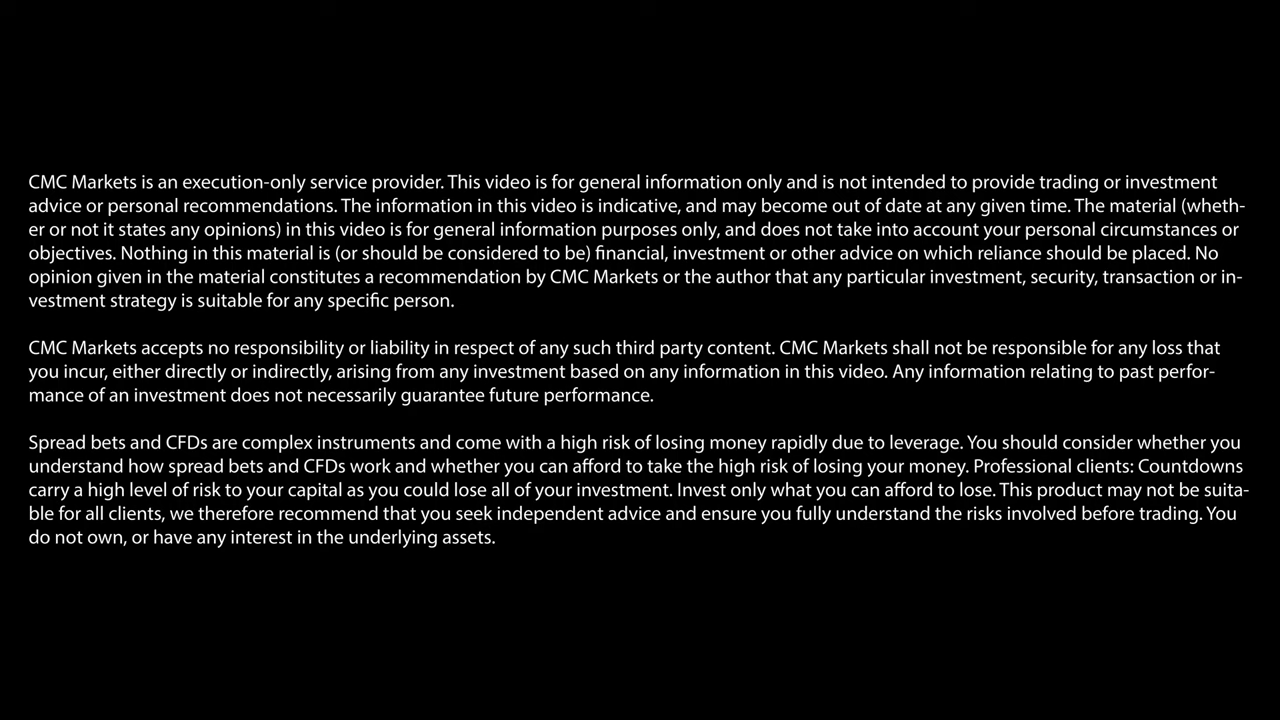 CMC Markets is an execution-only service provider. This video is for general information only and is not intended to provide trading or investment
advice or personal recommendations. The information in this video is indicative, and may become out of date at any given time. The material (wheth-
er or not it states any opinions) in this video is for general information purposes only, and does not take into account your personal circumstances or
objectives. Nothing in this material is (or should be considered to be) financial, investment or other advice on which reliance should be placed. No
opinion given in the material constitutes a recommendation by CMC Markets or the author that any particular investment, security, transaction or in-
vestment strategy is suitable for any specific person.
CMC Markets accepts no responsibility or liability in respect of any such third party content. CMC Markets shall not be responsible for any loss that
you incur, either directly or indirectly, arising from any investment based on any information in this video. Any information relating to past perfor-
mance of an investment does not necessarily guarantee future performance.
Spread bets and CFDs are complex instruments and come with a high risk of losing money rapidly due to leverage. You should consider whether you
understand how spread bets and CFDs work and whether you can afford to take the high risk of losing your money. Professional clients: Countdowns
carry a high level of risk to your capital as you could lose all of your investment. Invest only what you can afford to lose. This product may not be suita-
ble for all clients, we therefore recommend that you seek independent advice and ensure you fully understand the risks involved before trading. You
do not own, or have any interest in the underlying assets.